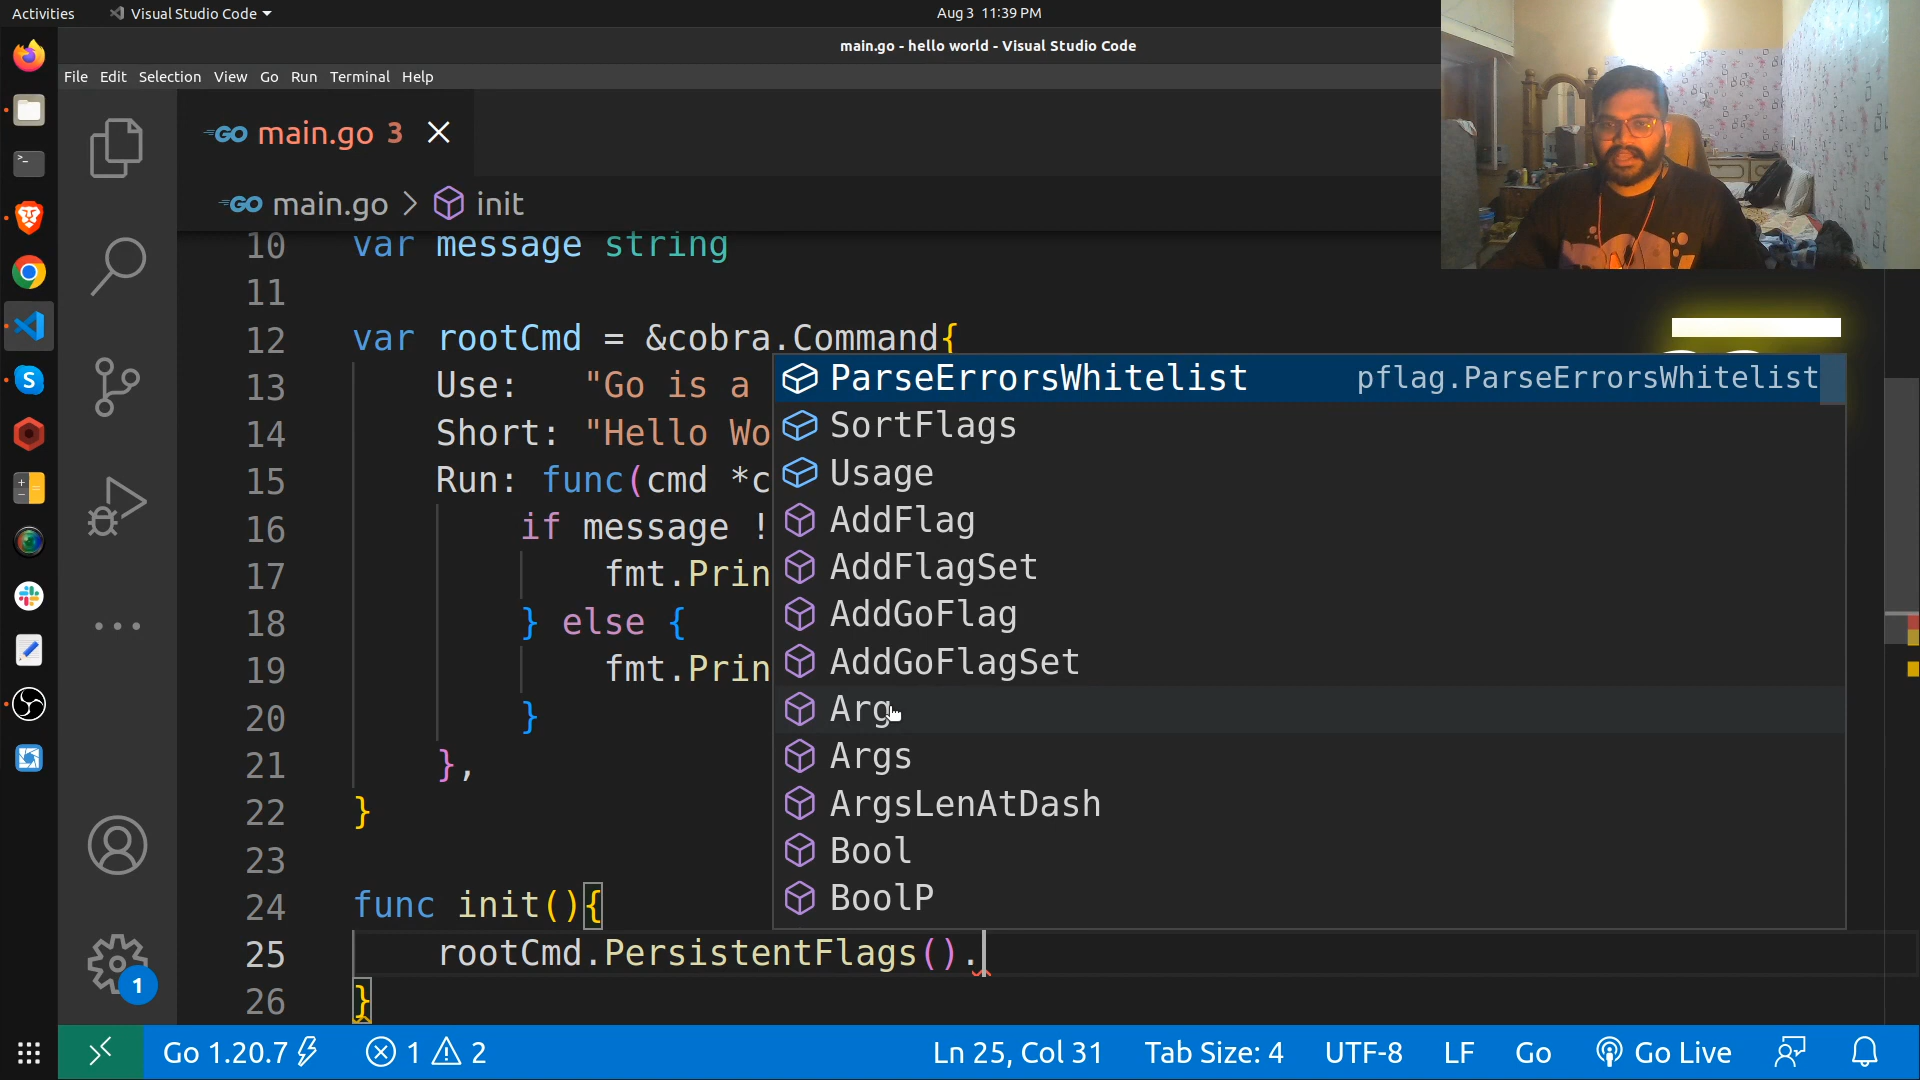 Activities
Visual Studio Code
Aug 3 11:39 PM
main.go - hello world - Visual Studio Code
File Edit Selection View Go Run Terminal Help
GO main.go 3
GO main.go > init
10 var message string
11
12 var rootCmd = &cobra.Command{
13 Use: "Go is a
14 Short: "Hello Wo
15 Run: func(cmd *c
16 if message !
17 fmt.Prin
18 } else {
19 fmt.Prin
20 }
21 },
22 }
23
24 func init(){
25 rootCmd.PersistentFlags().
26 }
ParseErrorsWhitelist pflag.ParseErrorsWhitelist
SortFlags
Usage
AddFlag
AddFlagSet
AddGoFlag
AddGoFlagSet
Arg
Args
ArgsLenAtDash
Bool
BoolP
S
1
Go 1.20.7 1 2 Ln 25, Col 31 Tab Size: 4 UTF-8 LF Go Go Live